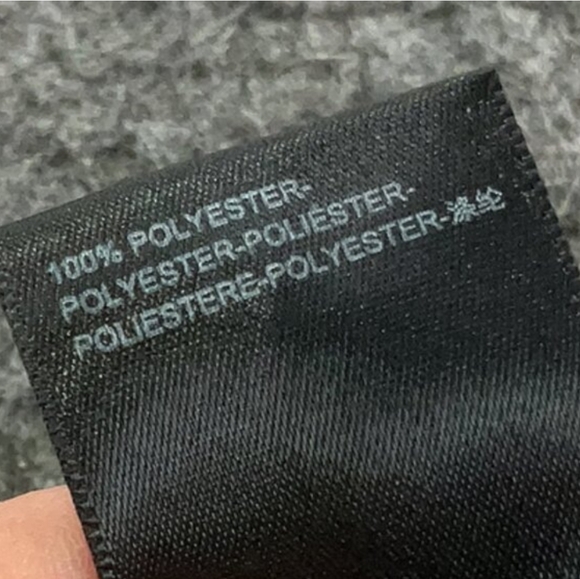 100% POLYESTER-
POLYESTER-POLIESTER-
POLIESTERE-POLYESTER-涤纶